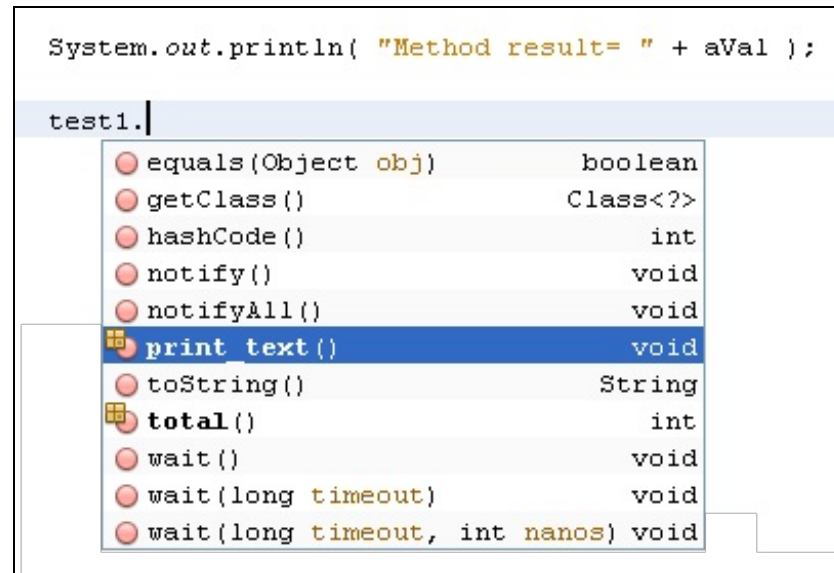 System.out.println( "Method result= " + aVal );
test1.
equals(Object obj) boolean
getClass() Class<?>
hashCode() int
notify() void
notifyAll() void
print_text() void
toString() String
total() int
wait() void
wait(long timeout) void
wait(long timeout, int nanos) void